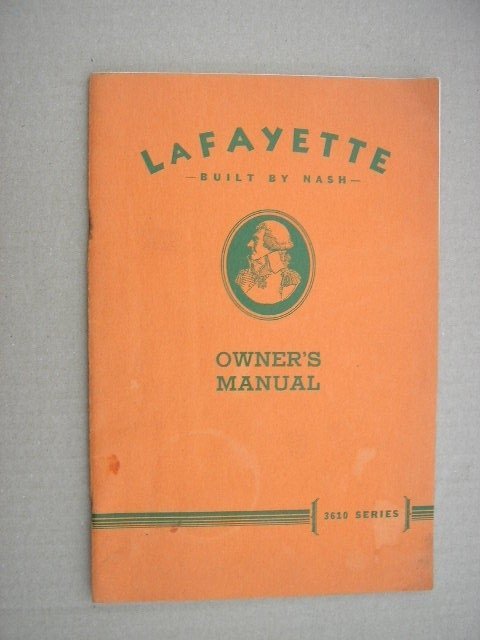 LAFAYETTE
—BUILT BY NASH—
OWNER'S
MANUAL
3610 SERIES